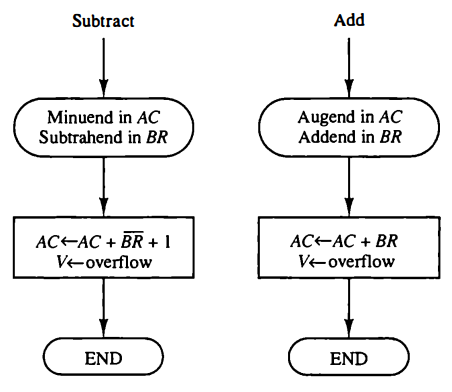 Subtract
Minuend in AC
Subtrahend in BR
AC←AC + B̅R̅ + 1
V←overflow
END
Add
Augend in AC
Addend in BR
AC←AC + BR
V←overflow
END